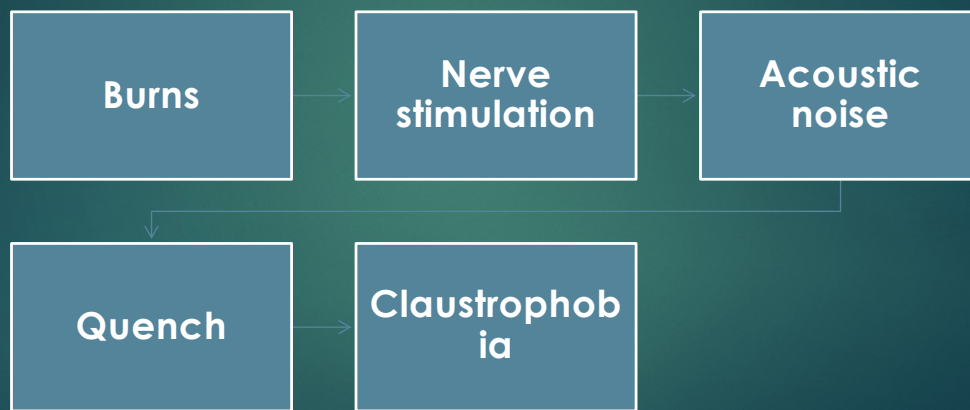 Burns
Nerve
stimulation
Acoustic
noise
Quench
Claustrophob
ia